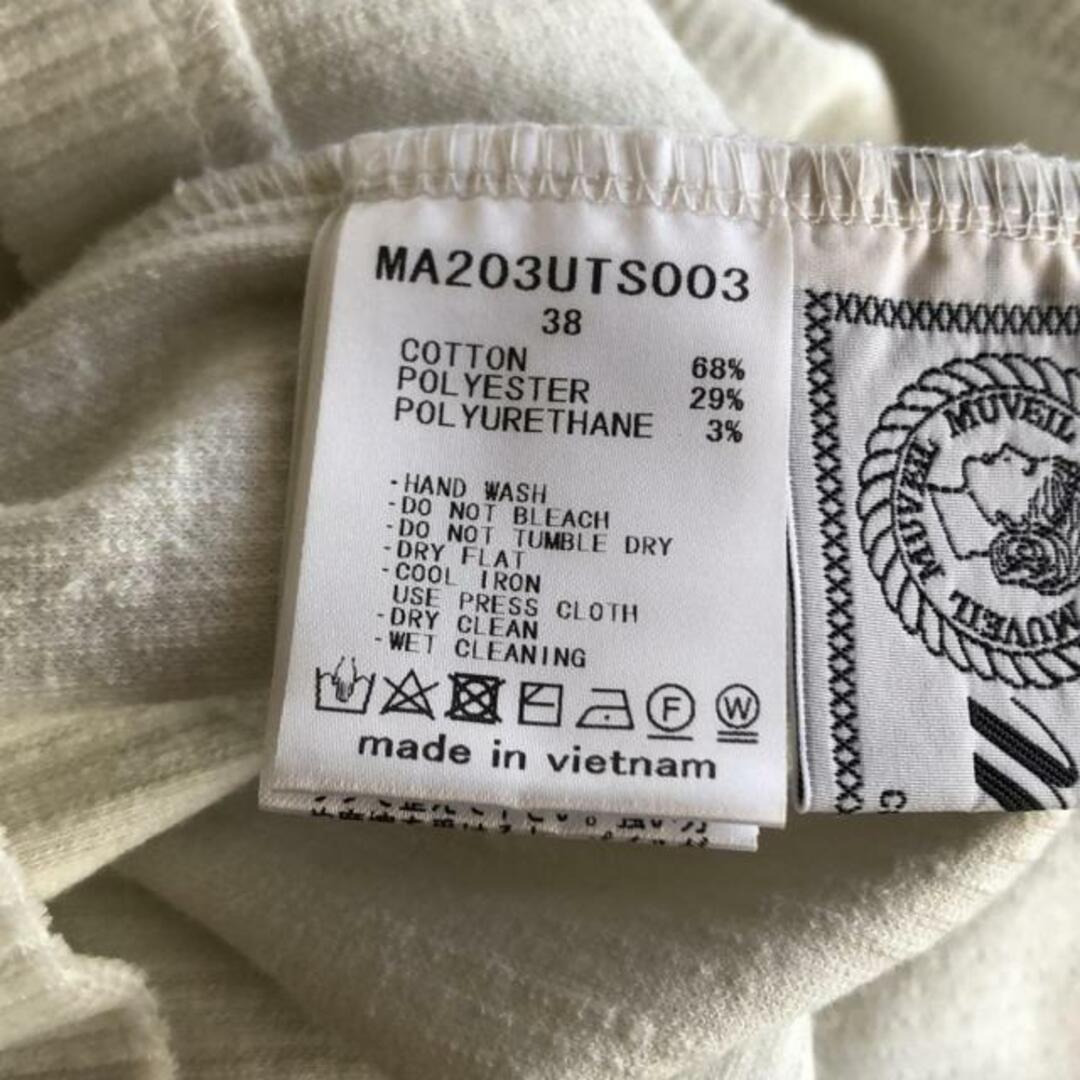 MA203UTS003
38
COTTON 68%
POLYESTER 29%
POLYURETHANE 3%
-HAND WASH
-DO NOT BLEACH
-DO NOT TUMBLE DRY
-DRY FLAT
-COOL IRON
USE PRESS CLOTH
-DRY CLEAN
-WET CLEANING
F
W
made in vietnam
MUVEIL MUVEIL MUVEIL